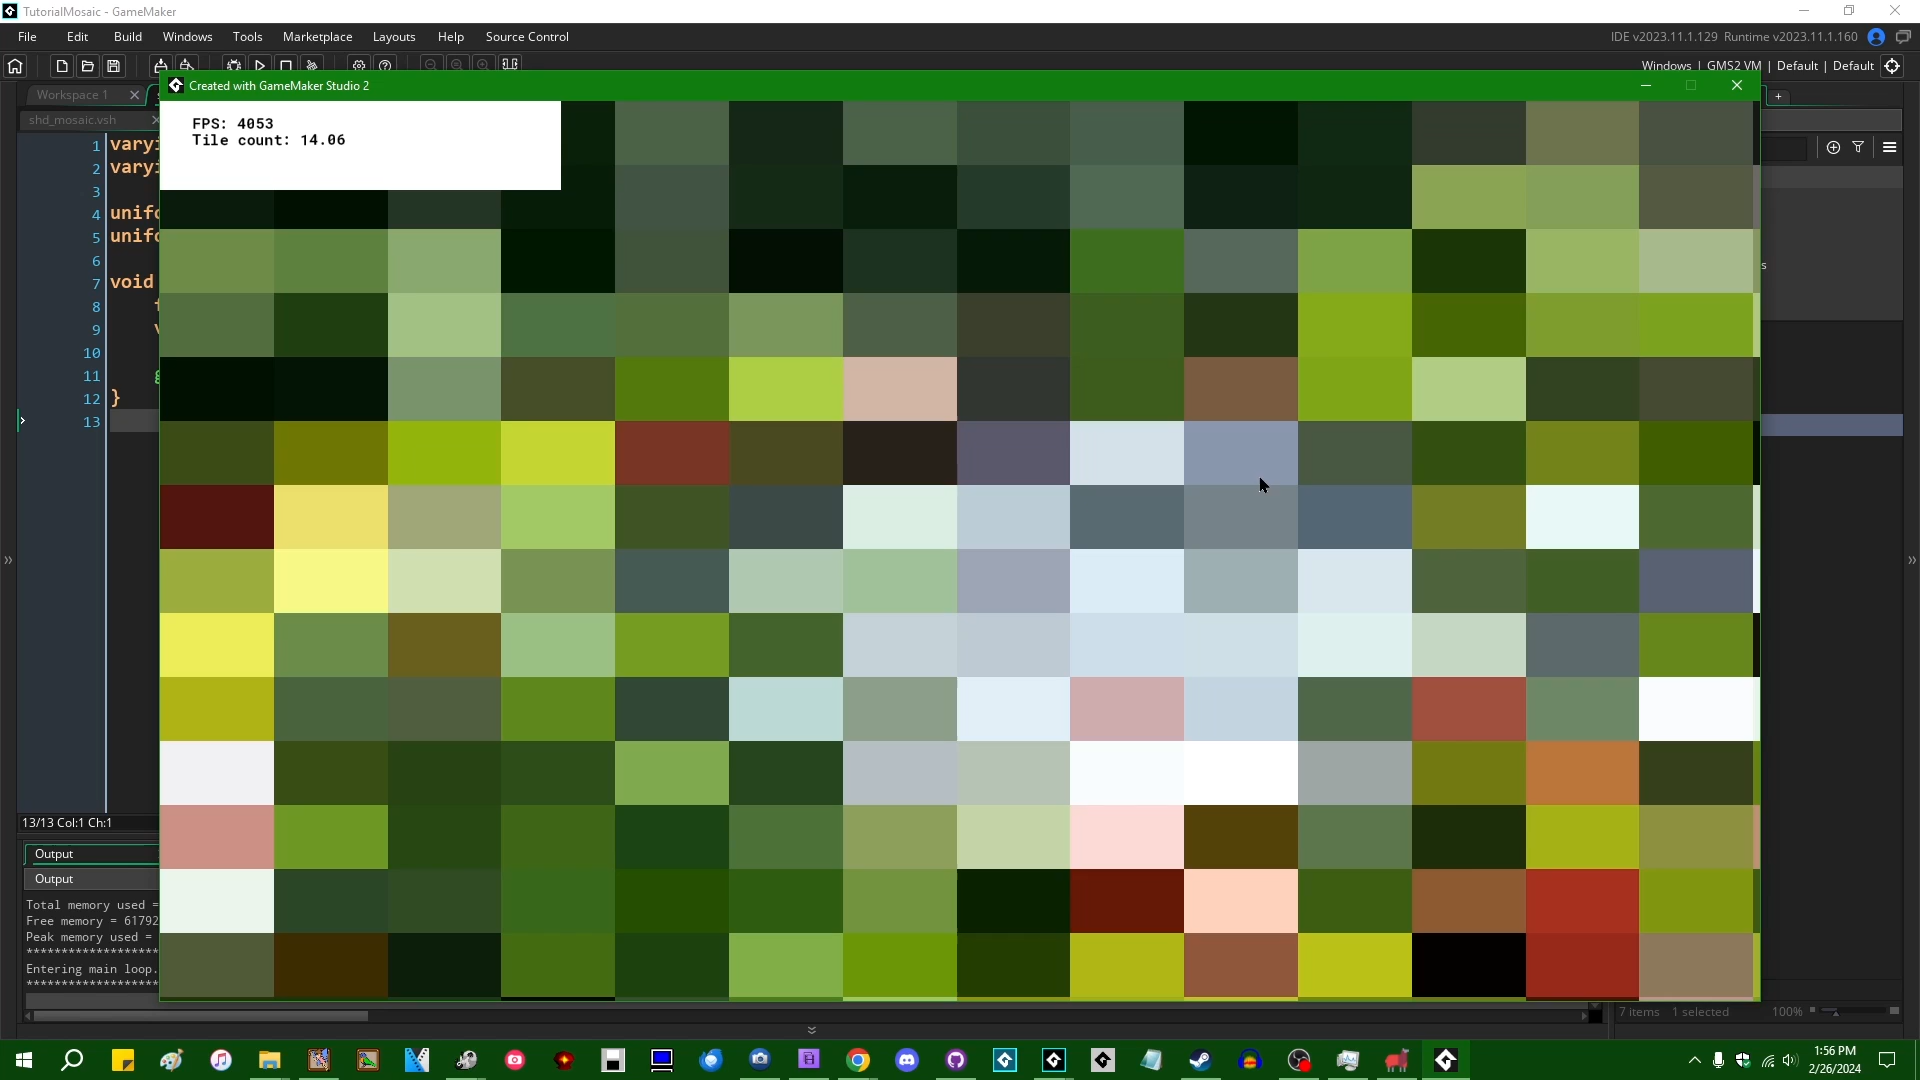 TutorialMosaic - GameMaker
File Edit Build Windows Tools Marketplace Layouts Help Source Control
IDE v2023.11.1.129 Runtime v2023.11.1.160
Windows | GMS2 VM | Default | Default
Workspace 1
Created with GameMaker Studio 2
shd_mosaic.vsh
FPS: 4053
Tile count: 14.06
1 varyi
2 varyi
3
4 unifo
5 unifo
6
7 void
8
9
10
11
12 }
13
13/13 Col:1 Ch:1
Output
Output
Total memory used =
Free memory = 61792
Peak memory used =
*******************
Entering main loop.
*******************
7 items 1 selected 100%
1:56 PM
2/26/2024